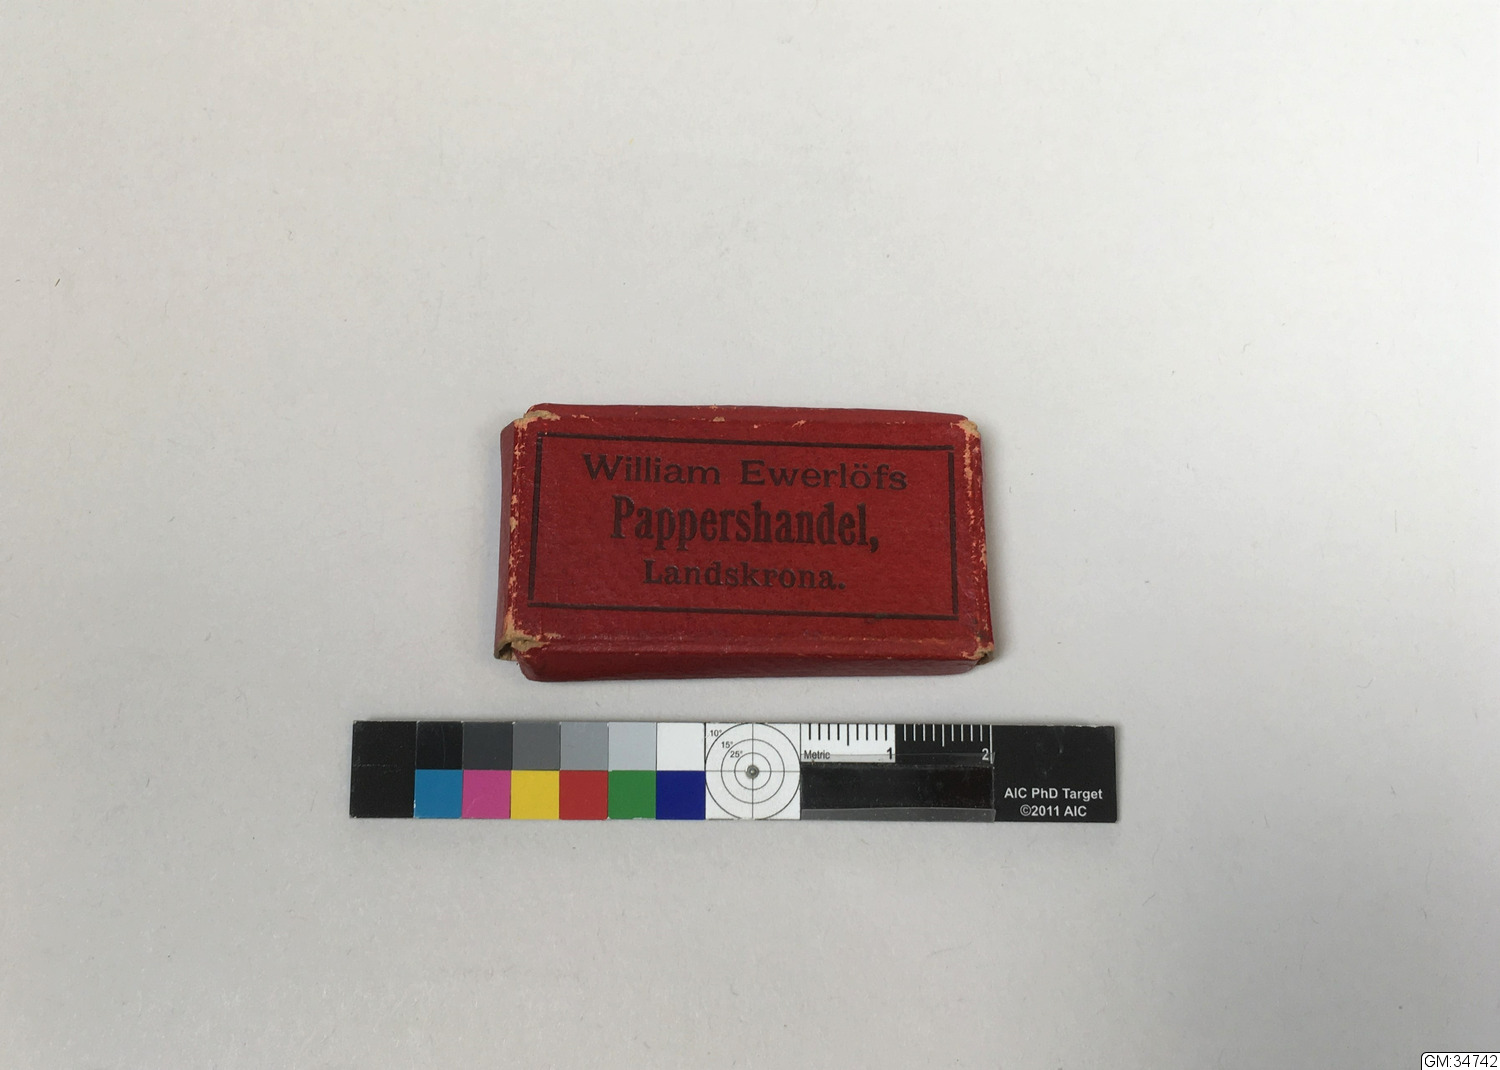 William Ewerlöfs
Pappershandel,
Landskrona.
10°
15°
25°
Metric
1
2
AIC PhD Target
©2011 AIC
GM:34742